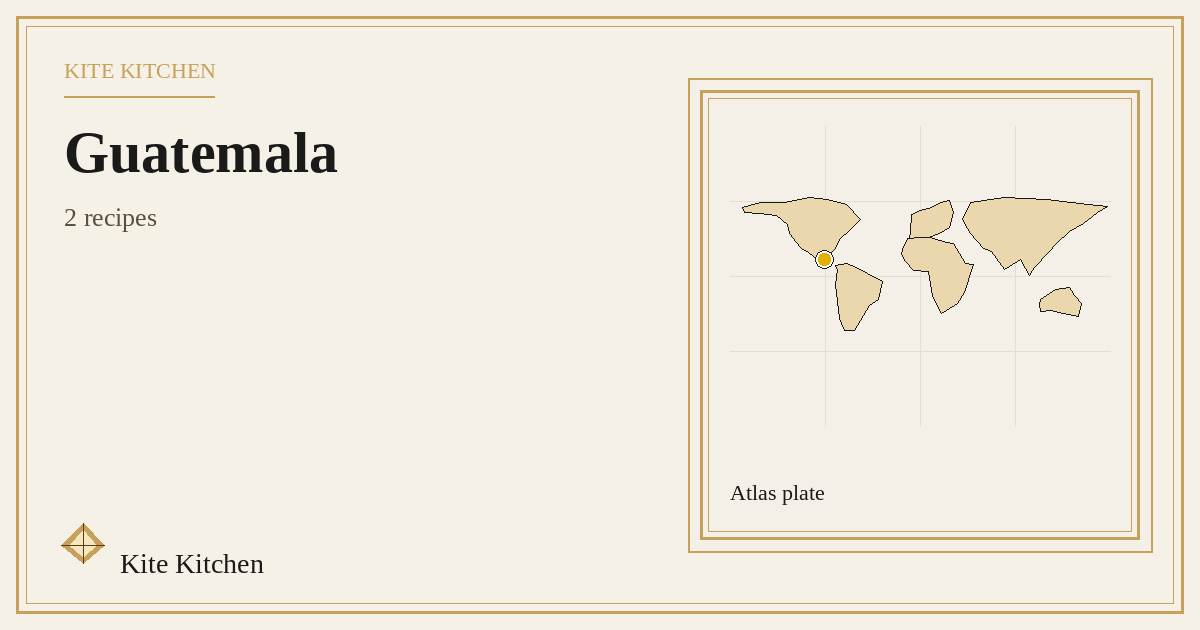 KITE KITCHEN
Guatemala
2 recipes
Atlas plate
Kite Kitchen